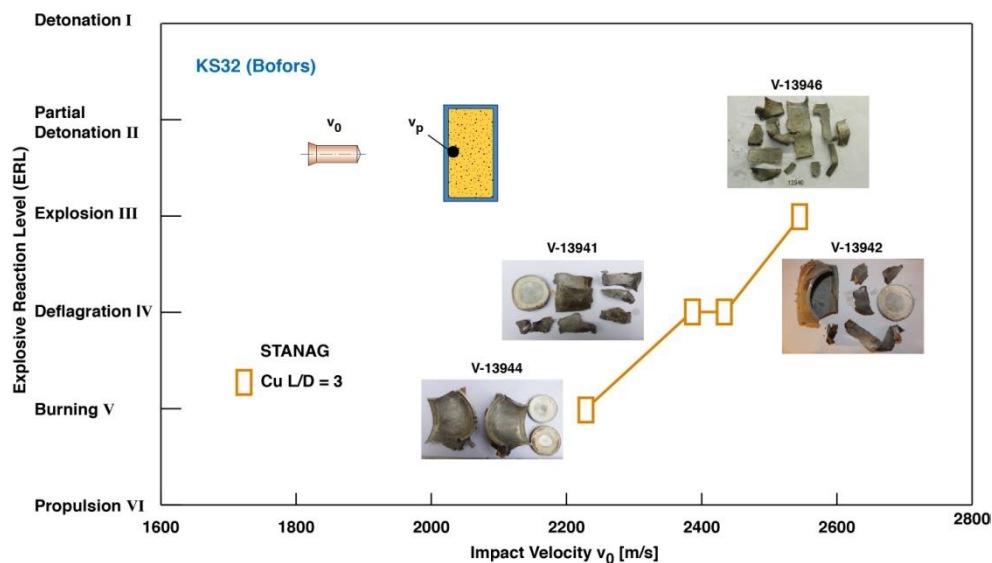 Detonation I
KS32 (Bofors)
V-13946
Partial
Detonation II
v0
vp
13946
Explosive Reaction Level (ERL)
Explosion III
V-13941
V-13942
Deflagration IV
STANAG
Cu L/D = 3
V-13944
Burning V
Propulsion VI
1600
1800
2000
2200
2400
2600
2800
Impact Velocity v0 [m/s]